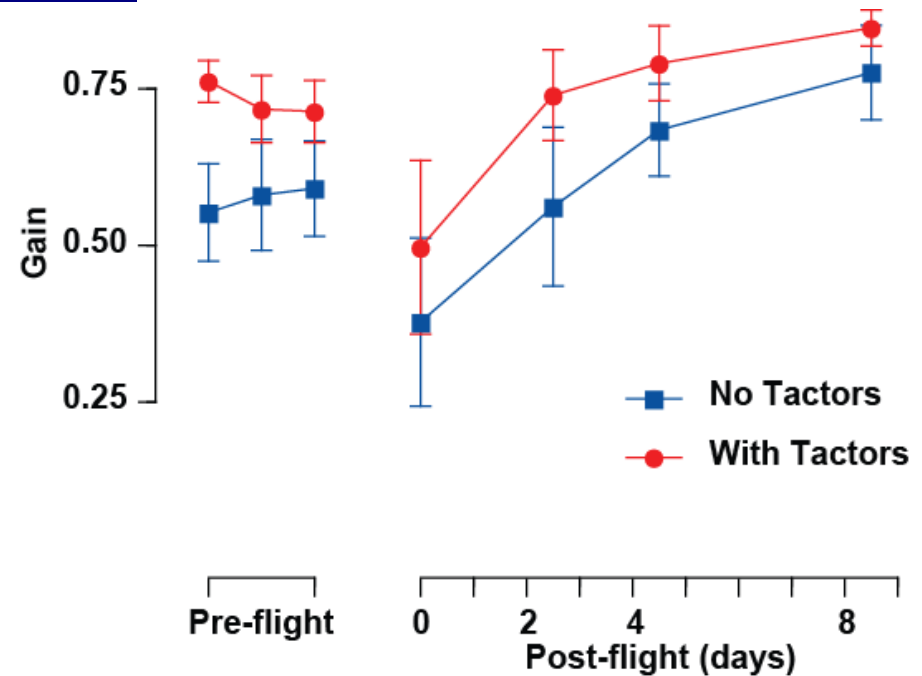 0.75
0.50
0.25
Gain
No Tactors
With Tactors
Pre-flight
0 2 4 8
Post-flight (days)